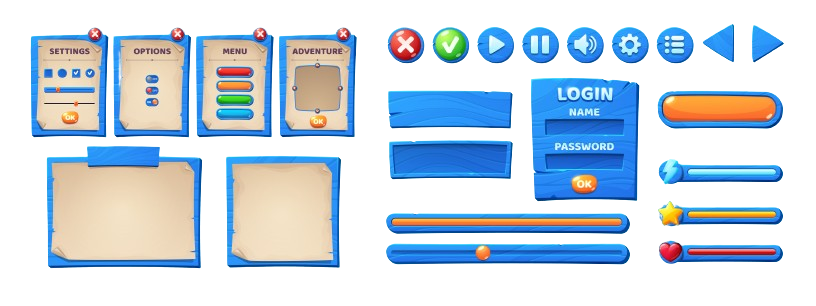 SETTINGS
OPTIONS
MENU
ADVENTURE
OK
OK
LOGIN
NAME
PASSWORD
OK